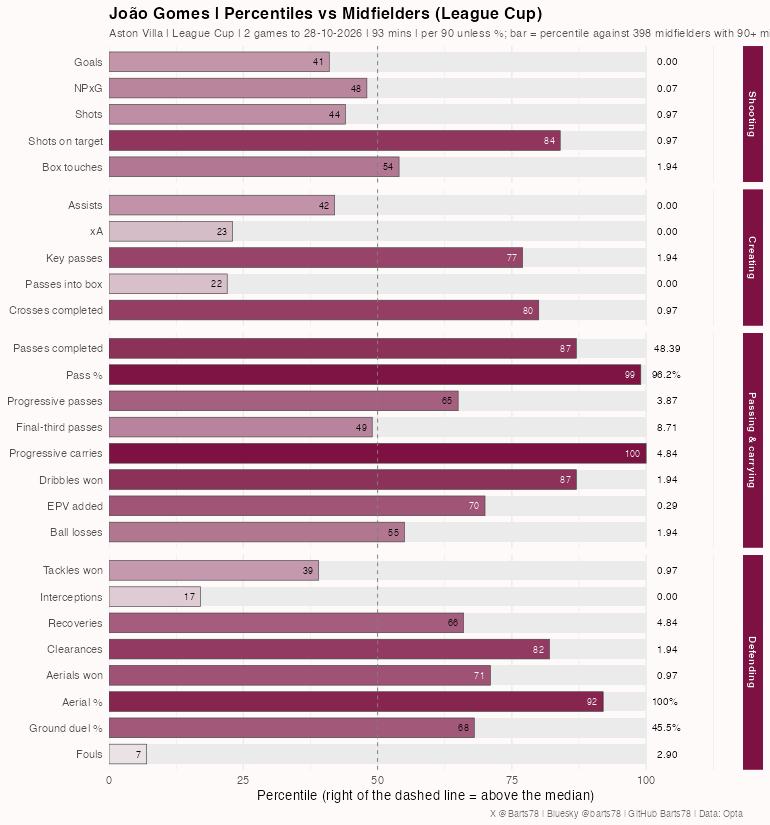 João Gomes | Percentiles vs Midfielders (League Cup)
Aston Villa | League Cup | 2 games to 28-10-2026 | 93 mins | per 90 unless %; bar = percentile against 398 midfielders with 90+ m
Goals 41 0.00
NPxG 48 0.07
Shots 44 0.97
Shots on target 84 0.97
Box touches 54 1.94
Shooting
Assists 42 0.00
xA 23 0.00
Key passes 77 1.94
Passes into box 22 0.00
Crosses completed 80 0.97
Creating
Passes completed 87 48.39
Pass % 99 96.2%
Progressive passes 65 3.87
Final-third passes 49 8.71
Progressive carries 100 4.84
Dribbles won 87 1.94
EPV added 70 0.29
Ball losses 55 1.94
Passing & carrying
Tackles won 39 0.97
Interceptions 17 0.00
Recoveries 66 4.84
Clearances 82 1.94
Aerials won 71 0.97
Aerial % 92 100%
Ground duel % 68 45.5%
Fouls 7 2.90
Defending
0 25 50 75 100
Percentile (right of the dashed line = above the median)
X @Barts78 | Bluesky @barts78 | GitHub Barts78 | Data: Opta